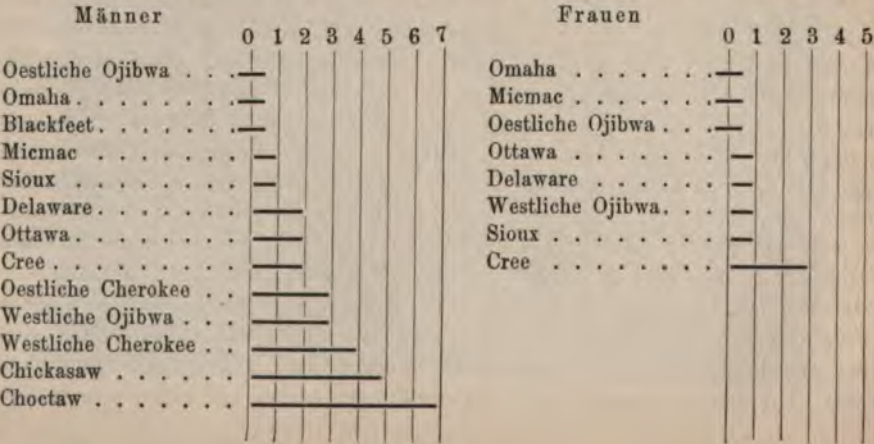 Männer
0 1 2 3 4 5 6 7
Oestliche Ojibwa . . .
Omaha . . . . . . .
Blackfeet . . . . . . .
Micmac . . . . . . .
Sioux . . . . . . . .
Delaware . . . . . . .
Ottawa . . . . . . . .
Cree . . . . . . . . .
Oestliche Cherokee . .
Westliche Ojibwa . . .
Westliche Cherokee . .
Chickasaw . . . . . .
Choctaw . . . . . . .
Frauen
0 1 2 3 4 5
Omaha . . . . . . .
Micmac . . . . . . .
Oestliche Ojibwa . . .
Ottawa . . . . . . .
Delaware . . . . . .
Westliche Ojibwa . . .
Sioux . . . . . . . .
Cree . . . . . . . .